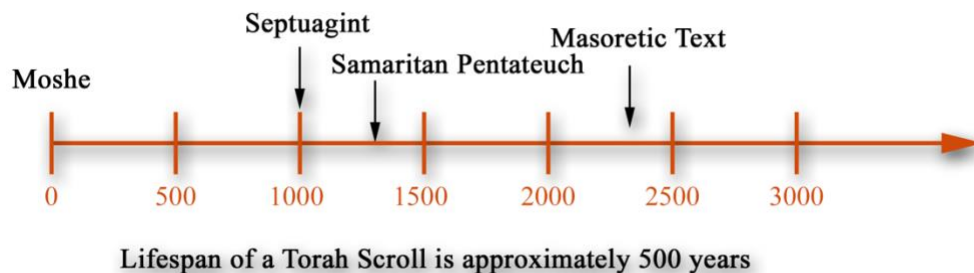 Septuagint
Masoretic Text
Samaritan Pentateuch
Moshe
0 500 1000 1500 2000 2500 3000
Lifespan of a Torah Scroll is approximately 500 years